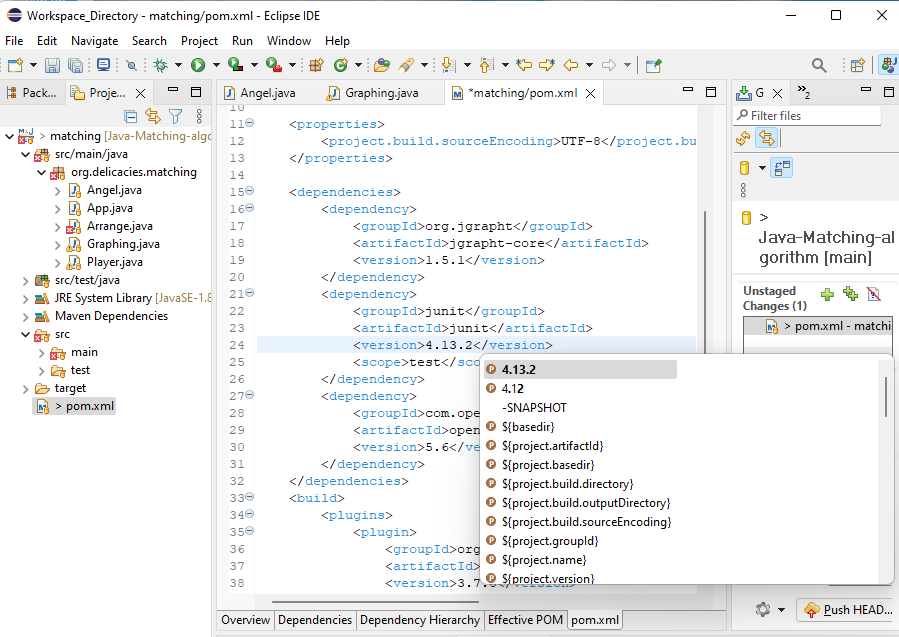 Workspace_Directory - matching/pom.xml - Eclipse IDE
File Edit Navigate Search Project Run Window Help
Pack... Proje...
matching [Java-Matching-algo
src/main/java
org.delicacies.matching
Angel.java
App.java
Arrange.java
Graphing.java
Player.java
src/test/java
JRE System Library [JavaSE-1.8
Maven Dependencies
src
main
test
target
> pom.xml
Angel.java Graphing.java *matching/pom.xml
10
11 <properties>
12 <project.build.sourceEncoding>UTF-8</project.bu
13 </properties>
14
15 <dependencies>
16 <dependency>
17 <groupId>org.jgrapht</groupId>
18 <artifactId>jgrapht-core</artifactId>
19 <version>1.5.1</version>
20 </dependency>
21 <dependency>
22 <groupId>junit</groupId>
23 <artifactId>junit</artifactId>
24 <version>4.13.2</version>
25 <scope>test</sco
26 </dependency>
27 <dependency>
28 <groupId>com.ope
29 <artifactId>open
30 <version>5.6</ve
31 </dependency>
32 </dependencies>
33 <build>
34 <plugins>
35 <plugin>
36 <groupId>org
37 <artifactId>
38 <version>3.7.0</version>
4.13.2
4.12
-SNAPSHOT
${basedir}
${project.artifactId}
${project.basedir}
${project.build.directory}
${project.build.outputDirectory}
${project.build.sourceEncoding}
${project.groupId}
${project.name}
${project.version}
Overview Dependencies Dependency Hierarchy Effective POM pom.xml
G »2
Filter files
>
Java-Matching-al
gorithm [main]
Unstaged
Changes (1)
> pom.xml - matchi
Push HEAD...